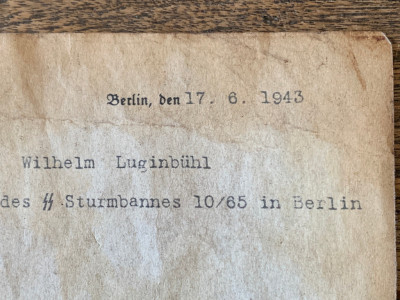 Berlin, den 17. 6. 1943
Wilhelm Luginbühl
des ᛋᛋ Sturmbannes 10/65 in Berlin